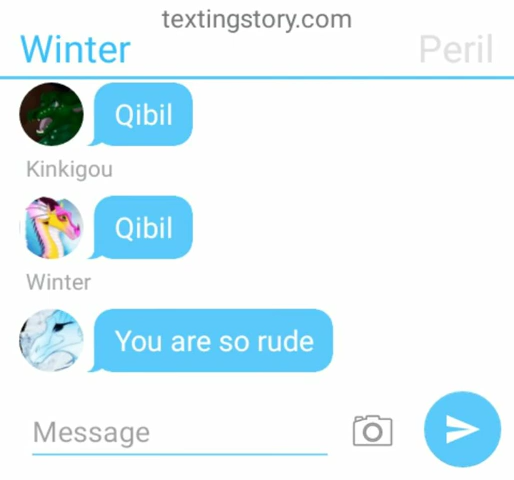 textingstory.com
Winter Peril
Qibil
Kinkigou
Qibil
Winter
You are so rude
Message